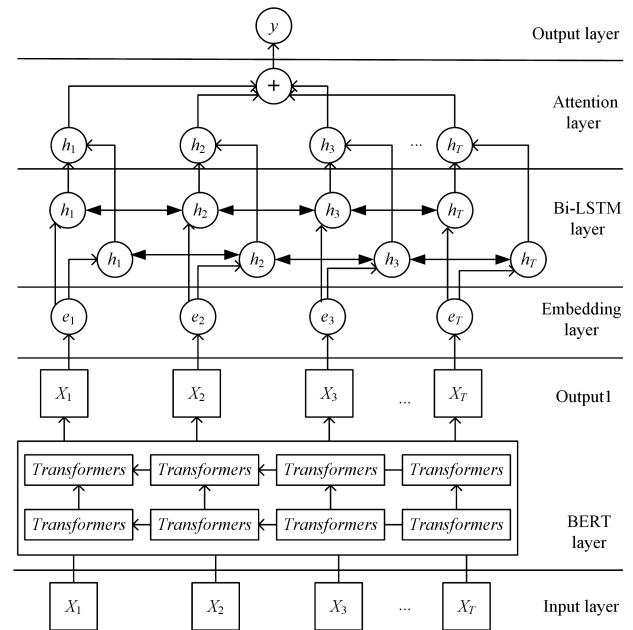 y
Output layer
+
Attention
layer
h1 h2 h3 ... hT
h1 h2 h3 hT
Bi-LSTM
layer
h1 h2 h3 hT
e1 e2 e3 eT
Embedding
layer
X1 X2 X3 ... XT
Output1
Transformers Transformers Transformers Transformers
Transformers Transformers Transformers Transformers
BERT
layer
X1 X2 X3 ... XT
Input layer